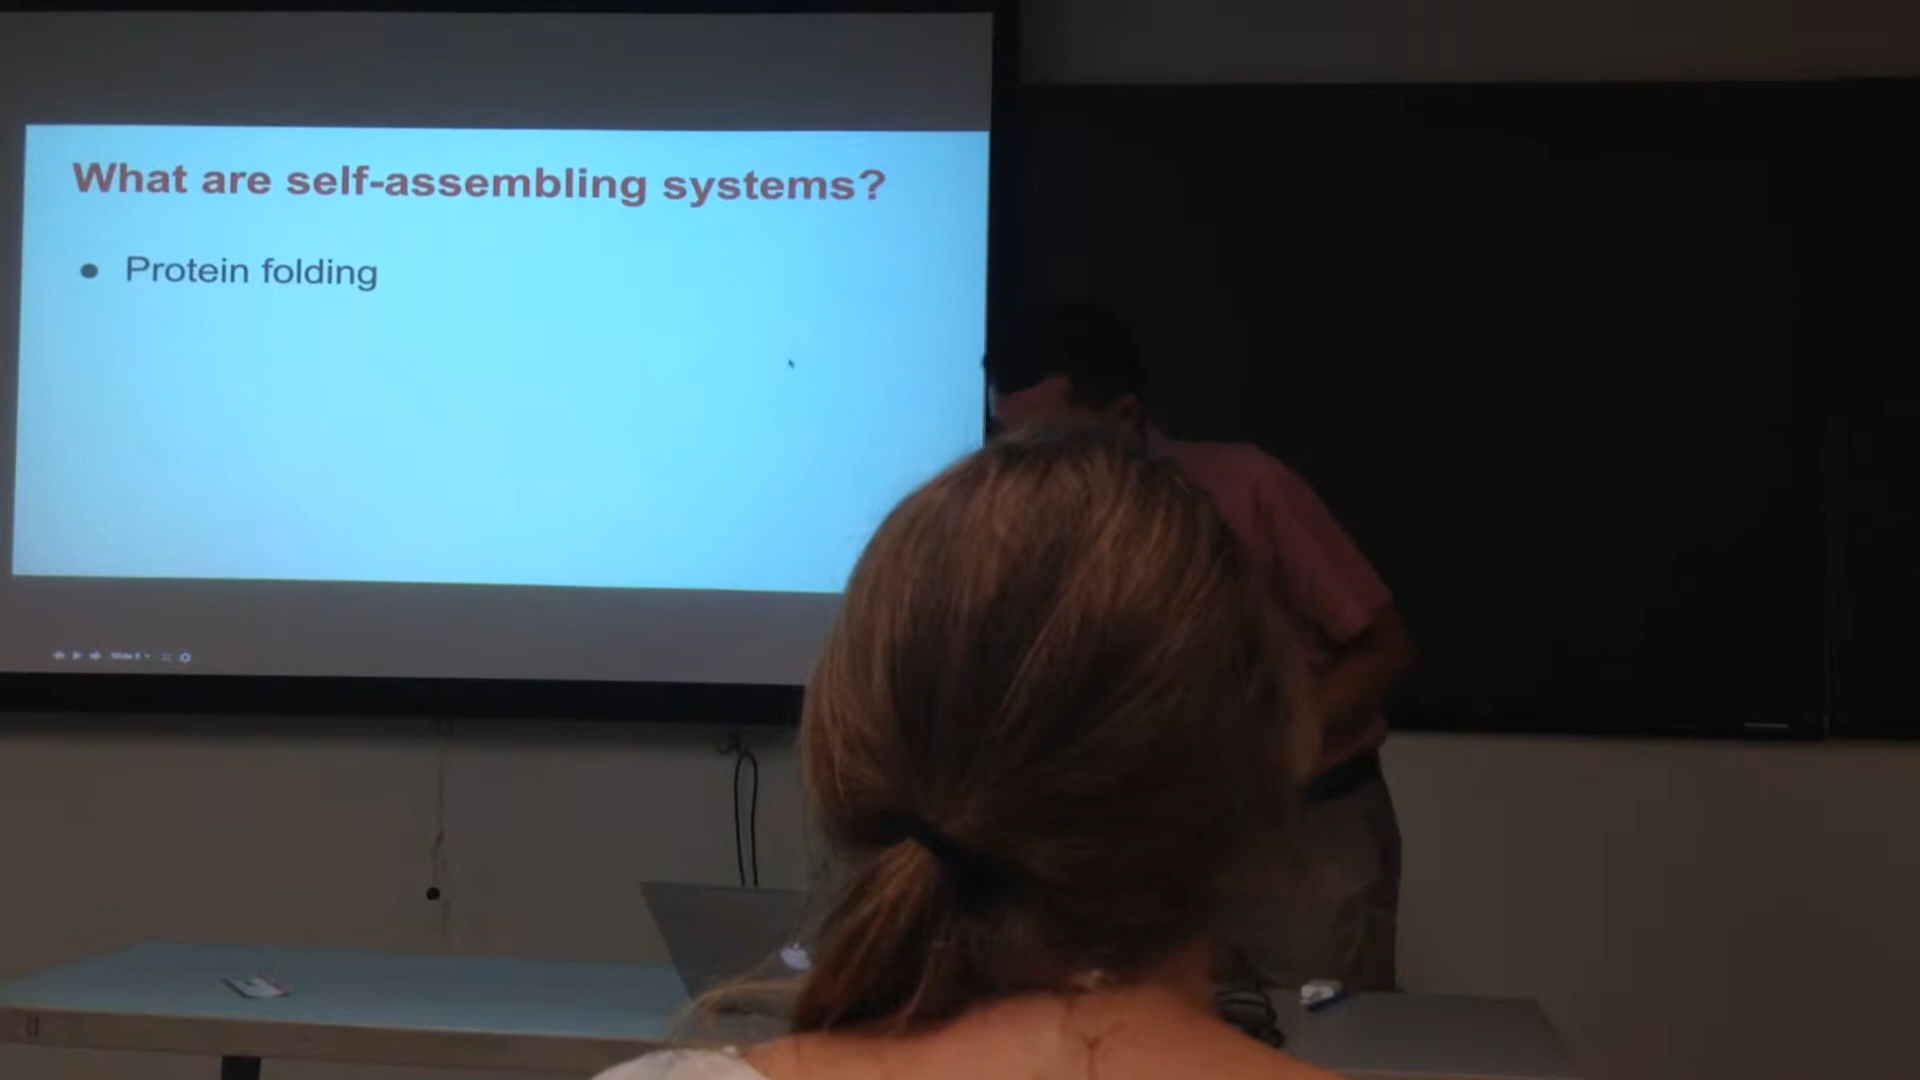 What are self-assembling systems?
● Protein folding